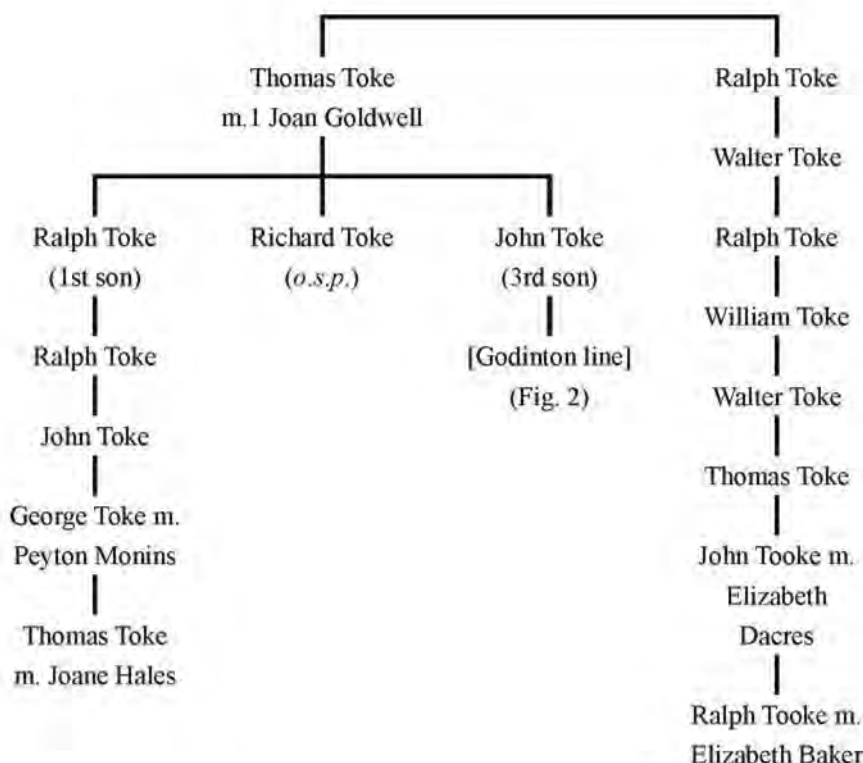 Thomas Toke
m.1 Joan Goldwell
Ralph Toke
(1st son)
Ralph Toke
John Toke
George Toke m.
Peyton Monins
Thomas Toke
m. Joane Hales
Richard Toke
(o.s.p.)
John Toke
(3rd son)
[Godinton line]
(Fig. 2)
Ralph Toke
Walter Toke
Ralph Toke
William Toke
Walter Toke
Thomas Toke
John Tooke m.
Elizabeth
Dacres
Ralph Tooke m.
Elizabeth Baker